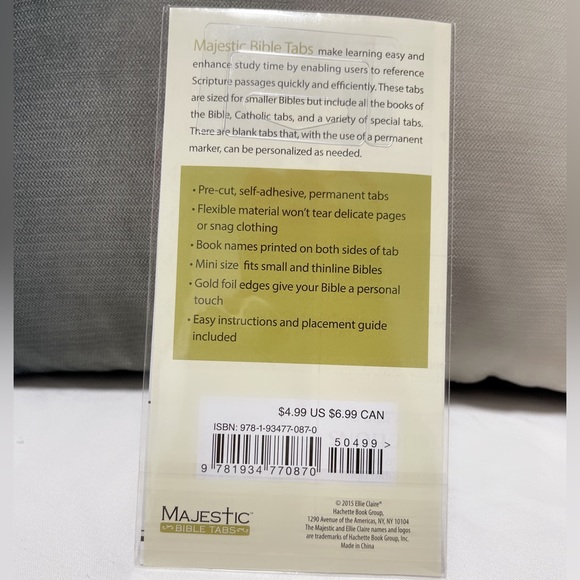 Majestic Bible Tabs make learning easy and
enhance study time by enabling users to reference
Scripture passages quickly and efficiently. These tabs
are sized for smaller Bibles but include all the books of
the Bible, Catholic tabs, and a variety of special tabs.
There are blank tabs that, with the use of a permanent
marker, can be personalized as needed.
• Pre-cut, self-adhesive, permanent tabs
• Flexible material won't tear delicate pages
or snag clothing
• Book names printed on both sides of tab
• Mini size fits small and thinline Bibles
• Gold foil edges give your Bible a personal
touch
• Easy instructions and placement guide
included
$4.99 US $6.99 CAN
ISBN: 978-1-93477-087-0
50499>
9 781934 770870
MAJESTIC™
BIBLE TABS
© 2015 Ellie Claire™
Hachette Book Group,
1290 Avenue of the Americas, NY, NY 10104
The Majestic and Ellie Claire names and logos
are trademarks of Hachette Book Group, Inc.
Made in China